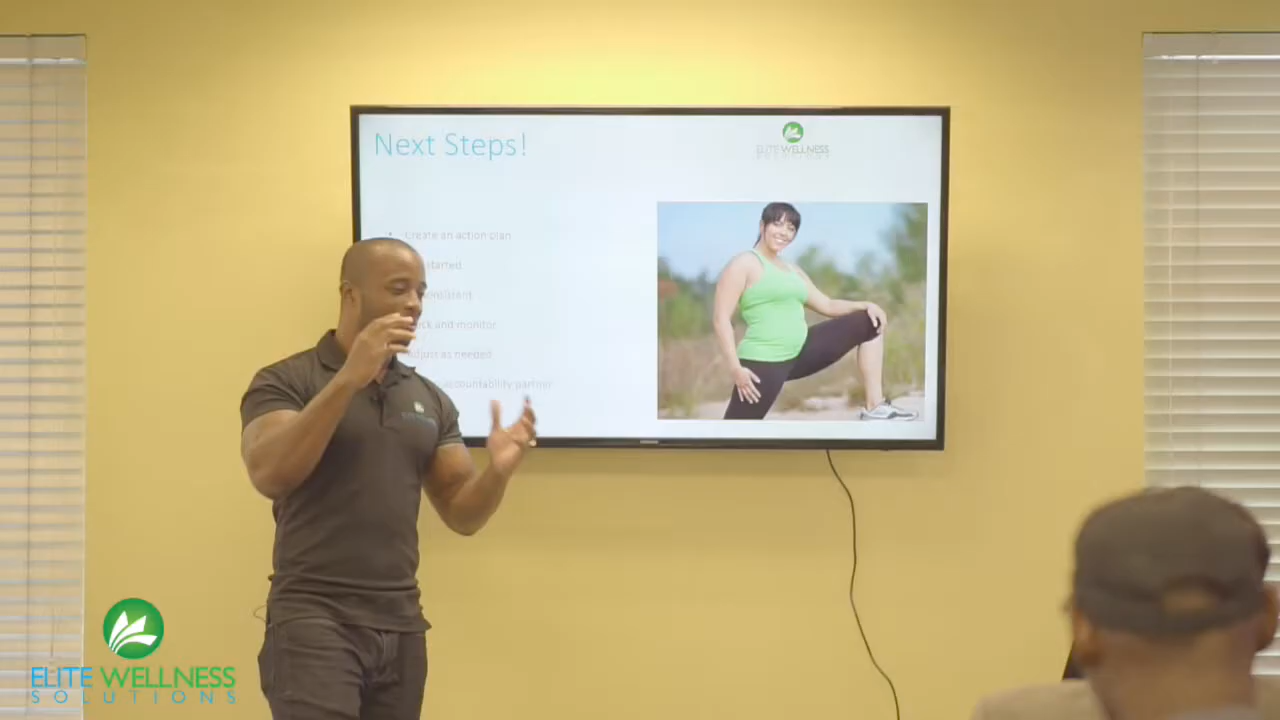 Next Steps!
ELITE WELLNESS
SOLUTIONS
• Create an action plan
started
and monitor
Adjust as needed
accountability partner
ELITE WELLNESS
SOLUTIONS